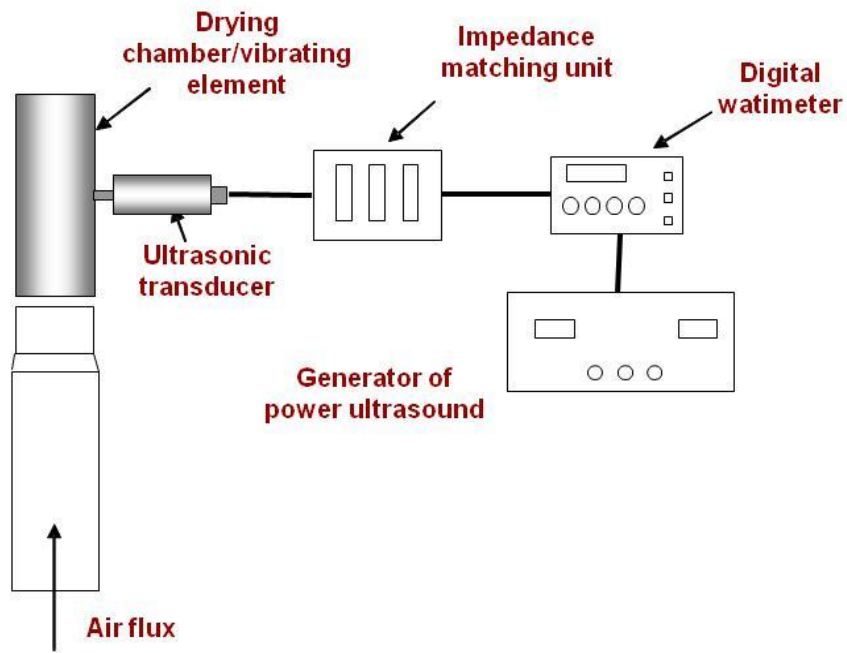 Drying
chamber/vibrating
element
Impedance
matching unit
Digital
watimeter
Ultrasonic
transducer
Generator of
power ultrasound
Air flux